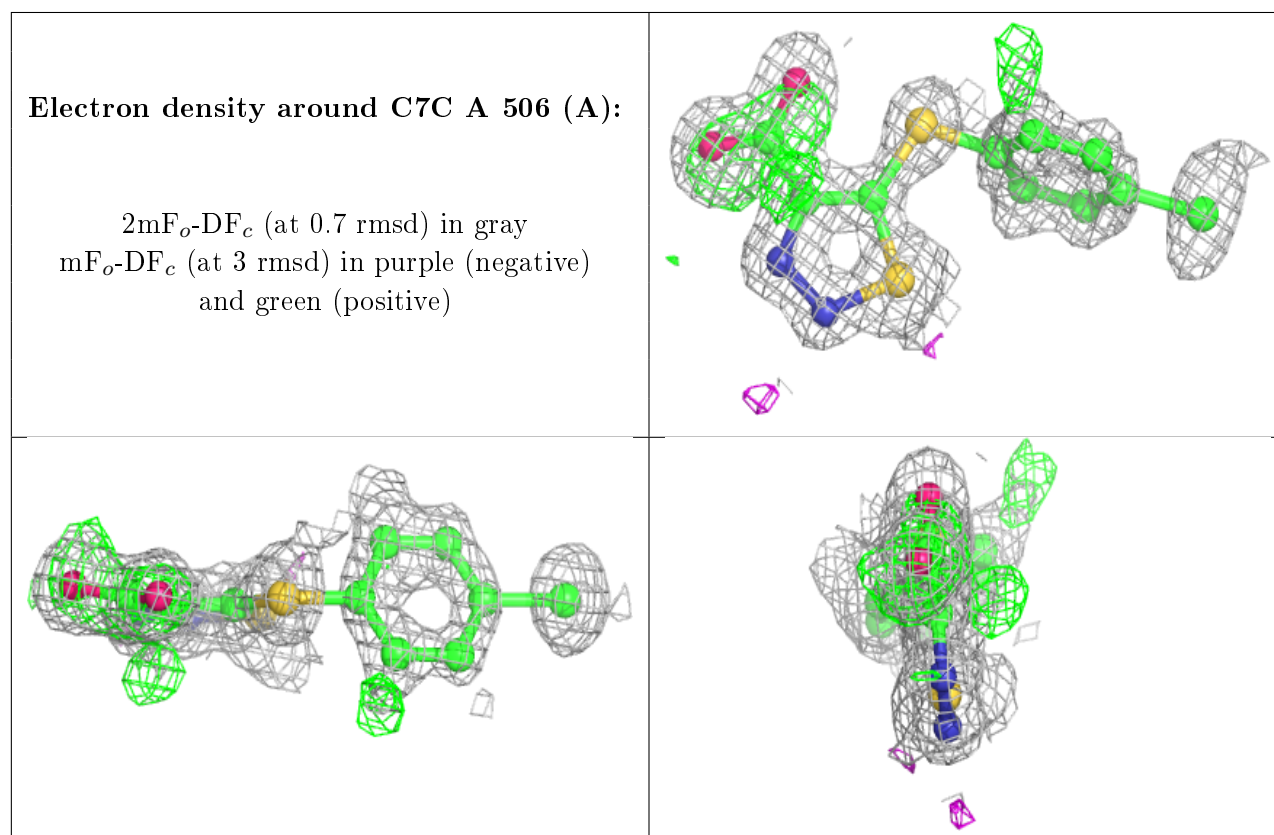 Electron density around C7C A 506 (A):
2mFo-DFc (at 0.7 rmsd) in gray
mFo-DFc (at 3 rmsd) in purple (negative)
and green (positive)